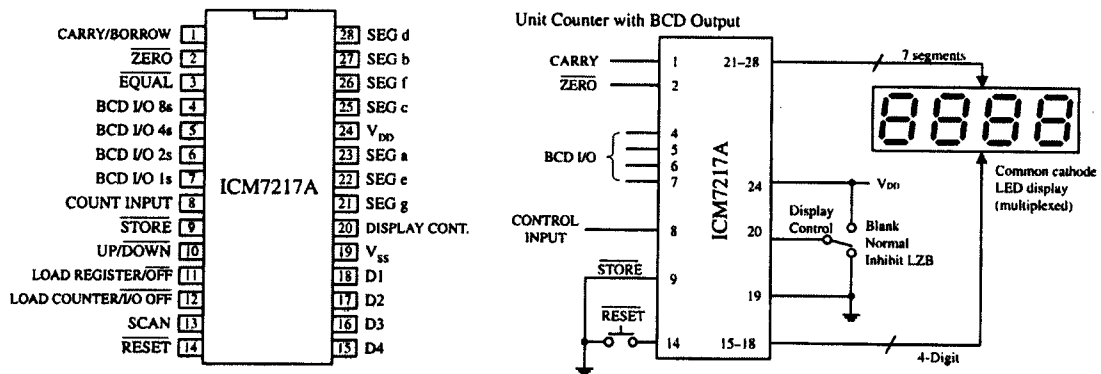 CARRY/BORROW 1
ZERO 2
EQUAL 3
BCD I/O 8s 4
BCD I/O 4s 5
BCD I/O 2s 6
BCD I/O 1s 7
COUNT INPUT 8
STORE 9
UP/DOWN 10
LOAD REGISTER/OFF 11
LOAD COUNTER/I/O OFF 12
SCAN 13
RESET 14
ICM7217A
28 SEG d
27 SEG b
26 SEG f
25 SEG c
24 VDD
23 SEG a
22 SEG e
21 SEG g
20 DISPLAY CONT.
19 VSS
18 D1
17 D2
16 D3
15 D4
Unit Counter with BCD Output
CARRY 1
ZERO 2
BCD I/O
4
5
6
7
CONTROL
INPUT
8
STORE
9
RESET
14
ICM7217A
21–28
7 segments
8888
Common cathode
LED display
(multiplexed)
24
VDD
Display
Control
20
Blank
Normal
Inhibit LZB
19
15–18
4-Digit